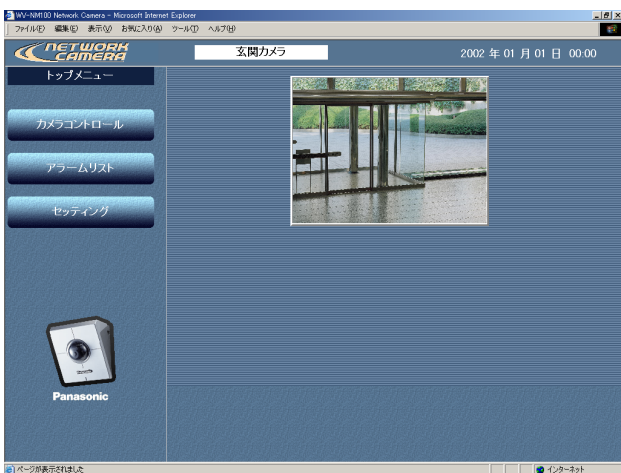 WV-NM100 Network Camera - Microsoft Internet Explorer
ファイル(F) 編集(E) 表示(V) お気に入り(A) ツール(T) ヘルプ(H)
NETWORK CAMERA
玄関カメラ
2002 年 01 月 01 日 00:00
トップメニュー
カメラコントロール
アラームリスト
セッティング
Panasonic
ページが表示されました
インターネット